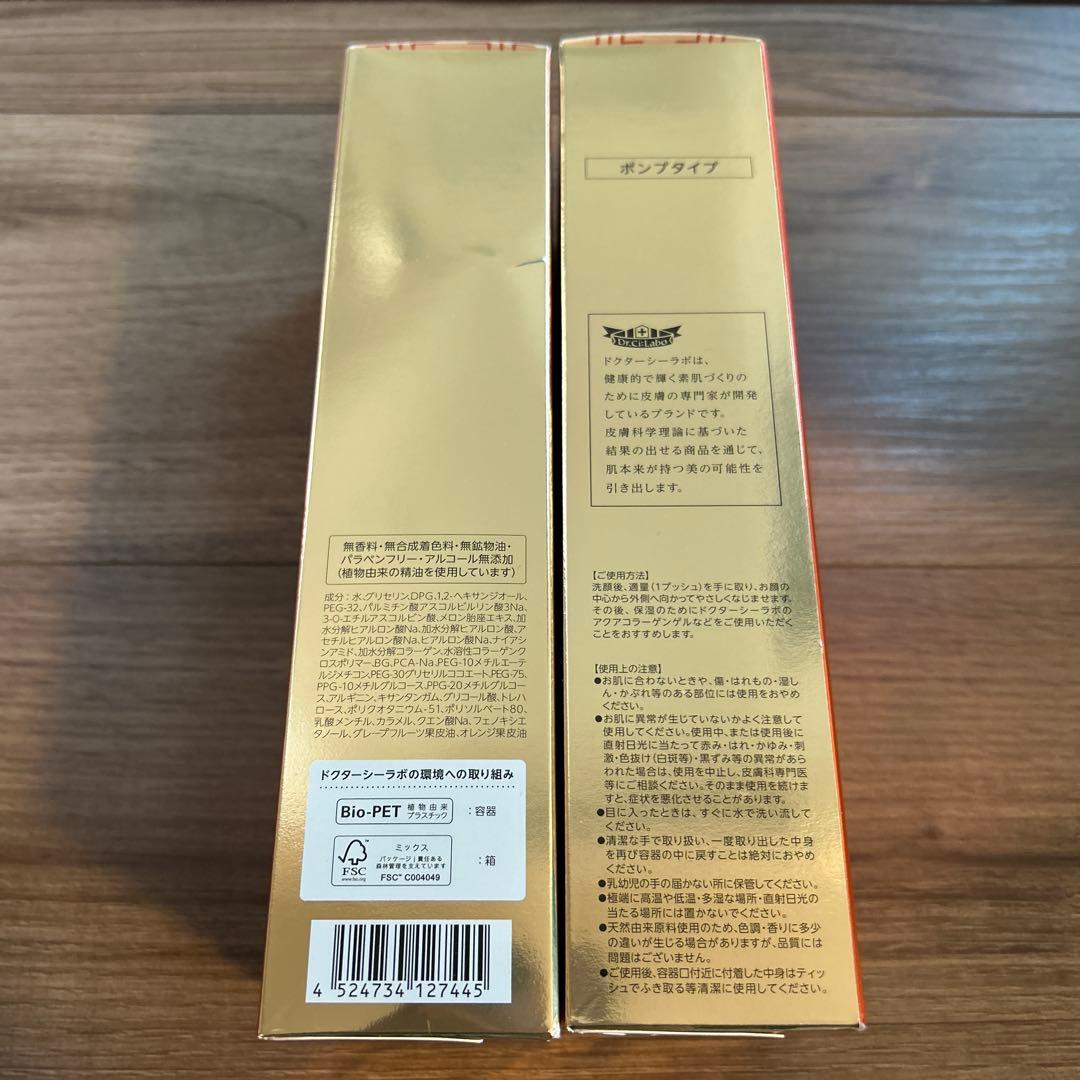 無香料・無合成着色料・無鉱物油・
パラベンフリー・アルコール無添加
(植物由来の精油を使用しています)
成分:水、グリセリン、DPG、1,2-ヘキサンジオール、
PEG-32、パルミチン酸アスコルビルリン酸3Na、
3-O-エチルアスコルビン酸、メロン胎座エキス、加
水分解ヒアルロン酸Na、加水分解ヒアルロン酸、ア
セチルヒアルロン酸Na、ヒアルロン酸Na、ナイアシ
ンアミド、加水分解コラーゲン、水溶性コラーゲンク
ロスポリマー、BG、PCA-Na、PEG-10メチルエーテ
ルジメチコン、PEG-30グリセリルココエート、PEG-75、
PPG-10メチルグルコース、PPG-20メチルグルコー
ス、アルギニン、キサンタンガム、グリコール酸、トレハ
ロース、ポリクオタニウム-51、ポリソルベート80、
乳酸メンチル、カラメル、クエン酸Na、フェノキシエ
タノール、グレープフルーツ果皮油、オレンジ果皮油
ドクターシーラボの環境への取り組み
Bio-PET 植物由来プラスチック :容器
FSC
www.fsc.org
ミックス
パッケージ|責任ある
森林管理を支えています
FSC™ C004049
:箱
4 524734 127445
ポンプタイプ
Dr.Ci:Labo
ドクターシーラボは、
健康的で輝く素肌づくりの
ために皮膚の専門家が開発
しているブランドです。
皮膚科学理論に基づいた
結果の出せる商品を通じて、
肌本来が持つ美の可能性を
引き出します。
【ご使用方法】
洗顔後、適量(1プッシュ)を手に取り、お顔の
中心から外側へ向かってやさしくなじませます。
その後、保湿のためにドクターシーラボの
アクアコラーゲンゲルなどをご使用いただく
ことをおすすめします。
【使用上の注意】
●お肌に合わないときや、傷・はれもの・湿し
ん・かぶれ等のある部位には使用をおやめ
ください。
●お肌に異常が生じていないかよく注意して
使用してください。使用中、または使用後に
直射日光に当たって赤み・はれ・かゆみ・刺
激・色抜け(白斑等)・黒ずみ等の異常があら
われた場合は、使用を中止し、皮膚科専門医
等にご相談ください。そのまま使用を続けま
すと、症状を悪化させることがあります。
●目に入ったときは、すぐに水で洗い流して
ください。
●清潔な手で取り扱い、一度取り出した中身
を再び容器の中に戻すことは絶対におやめ
ください。
●乳幼児の手の届かない所に保管してください。
●極端に高温や低温・多湿な場所・直射日光の
当たる場所には置かないでください。
●天然由来原料使用のため、色調・香りに多少
の違いが生じる場合がありますが、品質には
問題はございません。
●ご使用後、容器口付近に付着した中身はティッ
シュでふき取る等清潔に使用してください。